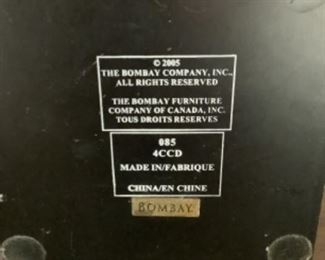 © 2005
THE BOMBAY COMPANY, INC.,
ALL RIGHTS RESERVED
THE BOMBAY FURNITURE
COMPANY OF CANADA, INC.
TOUS DROITS RESERVES
085
4CCD
MADE IN/FABRIQUE
CHINA/EN CHINE
BOMBAY